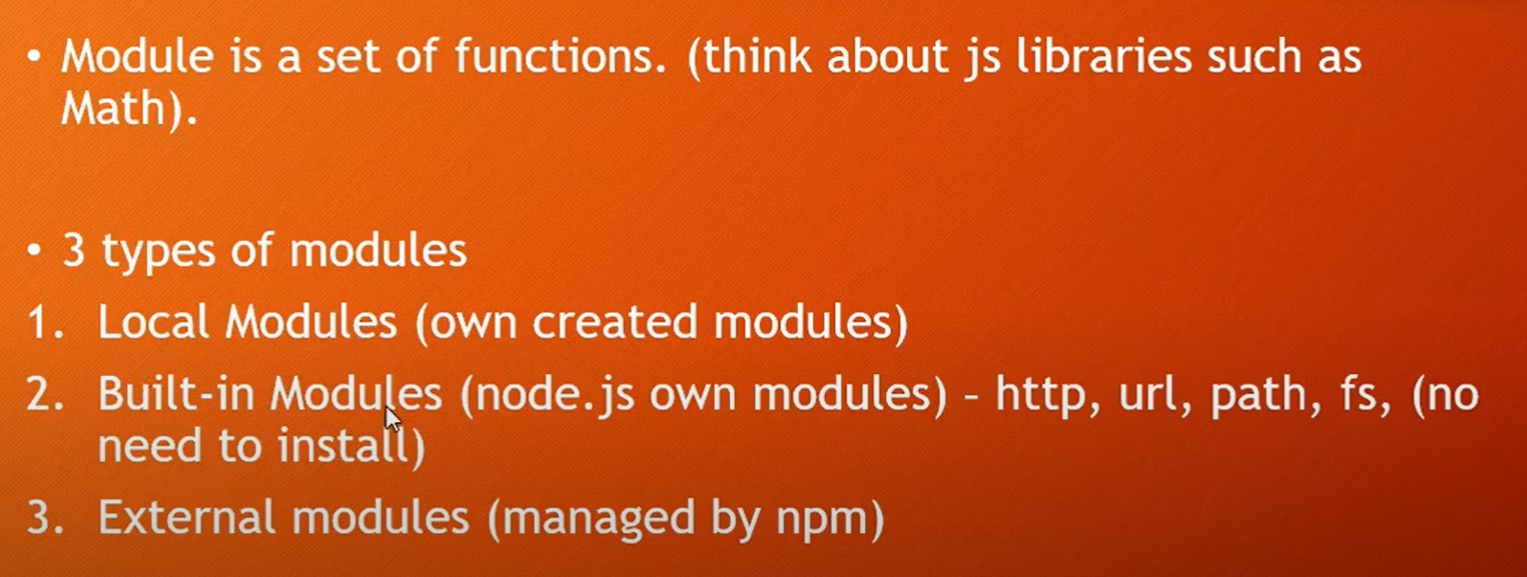 • Module is a set of functions. (think about js libraries such as
Math).
• 3 types of modules
1. Local Modules (own created modules)
2. Built-in Modules (node.js own modules) – http, url, path, fs, (no
need to install)
3. External modules (managed by npm)